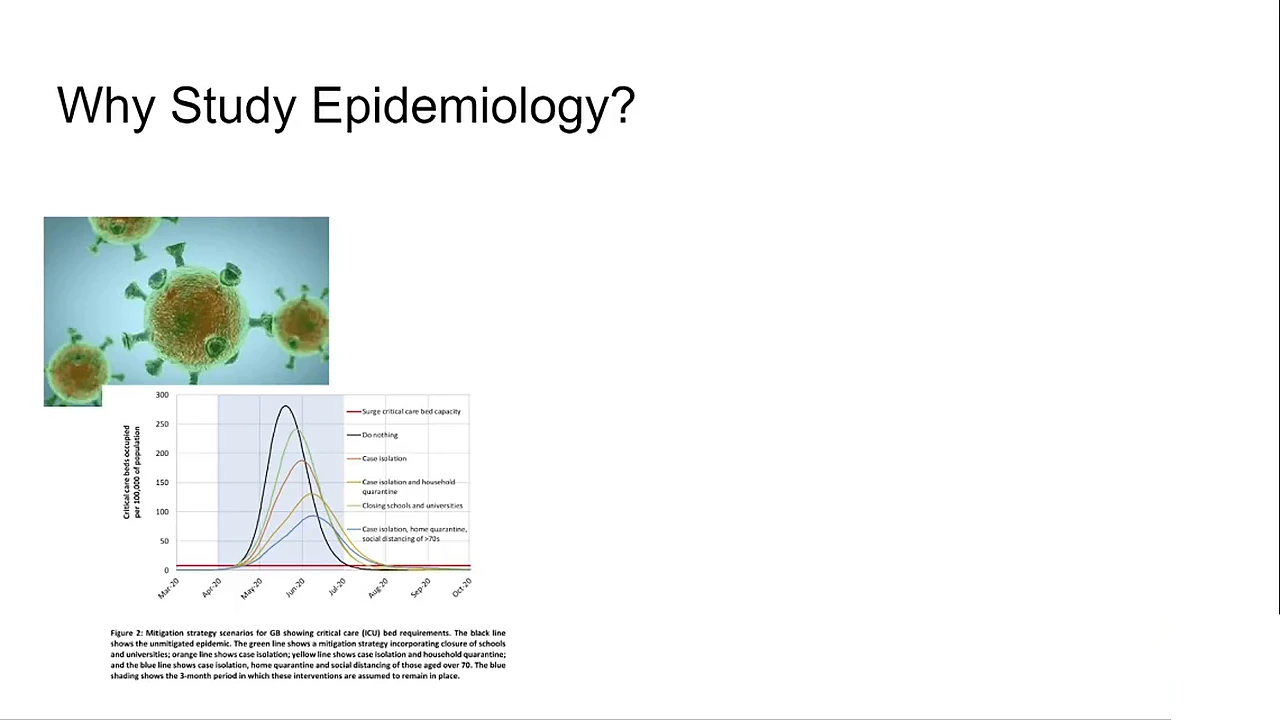 Why Study Epidemiology?
300
250
200
150
100
50
0
Critical care beds occupied
per 100,000 of population
Surge critical care bed capacity
Do nothing
Case isolation
Case isolation and household
quarantine
Closing schools and universities
Case isolation, home quarantine,
social distancing of >70s
Mar-20
Apr-20
May-20
Jun-20
Jul-20
Aug-20
Sep-20
Oct-20
Figure 2: Mitigation strategy scenarios for GB showing critical care (ICU) bed requirements. The black line
shows the unmitigated epidemic. The green line shows a mitigation strategy incorporating closure of schools
and universities; orange line shows case isolation; yellow line shows case isolation and household quarantine;
and the blue line shows case isolation, home quarantine and social distancing of those aged over 70. The blue
shading shows the 3-month period in which these interventions are assumed to remain in place.